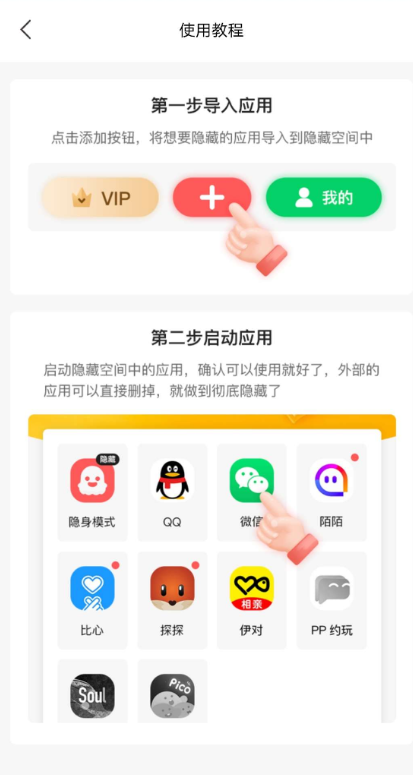 使用教程
第一步导入应用
点击添加按钮，将想要隐藏的应用导入到隐藏空间中
VIP
我的
第二步启动应用
启动隐藏空间中的应用，确认可以使用就好了，外部的
应用可以直接删掉，就做到彻底隐藏了
隐藏
隐身模式
QQ
微信
陌陌
相亲
比心
探探
伊对
PP 约玩
Soul
Pico